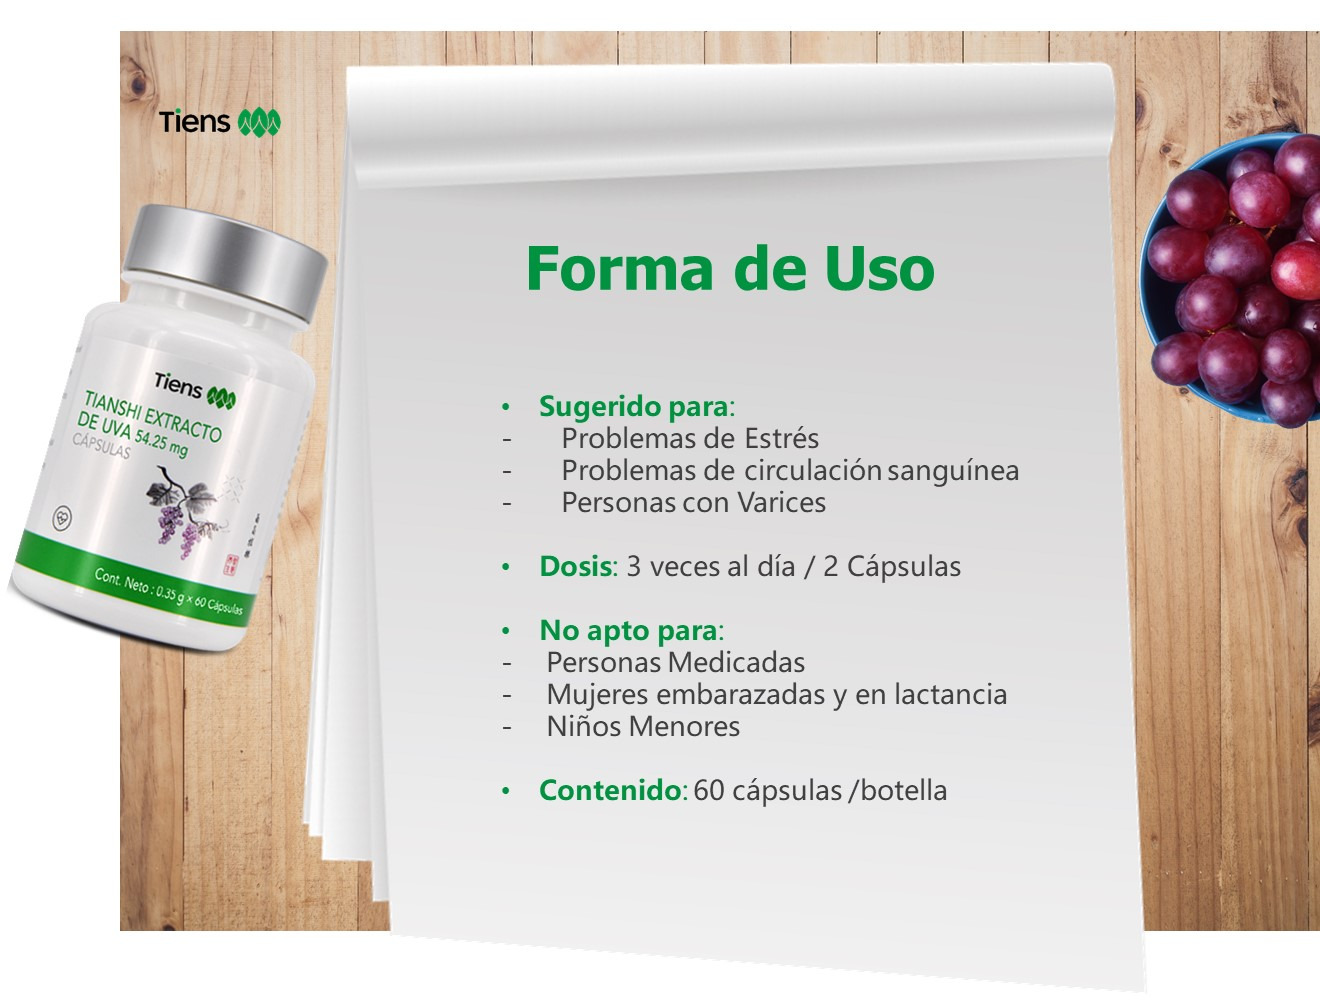 Tiens
Forma de Uso
• Sugerido para:
- Problemas de Estrés
- Problemas de circulación sanguínea
- Personas con Varices
• Dosis: 3 veces al día / 2 Cápsulas
• No apto para:
- Personas Medicadas
- Mujeres embarazadas y en lactancia
- Niños Menores
• Contenido: 60 cápsulas /botella
Tiens
TIANSHI EXTRACTO
DE UVA 54.25 mg
CÁPSULAS
Cont. Neto : 0.35 g × 60 Cápsulas